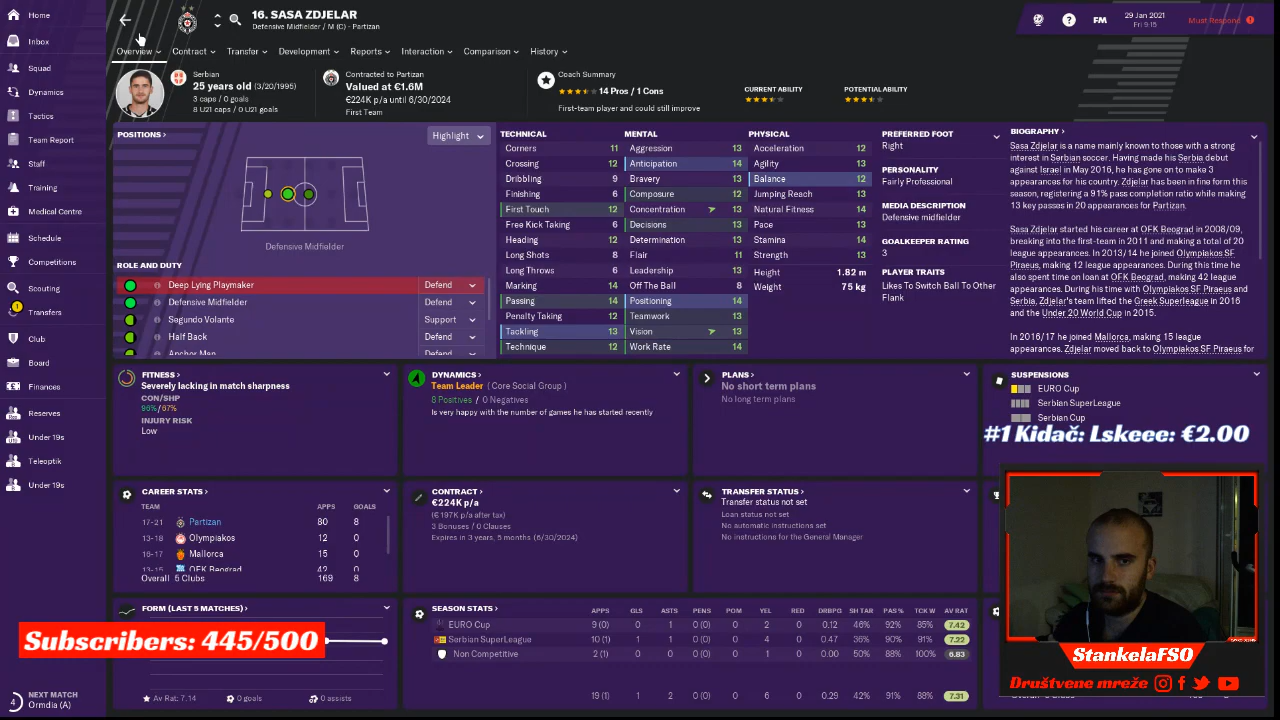 Home
Inbox
Squad
Dynamics
Tactics
Team Report
Staff
Training
Medical Centre
Schedule
Competitions
Scouting
Transfers
Club
Board
Finances
Reserves
Under 19s
Teleoptik
Under 19s
NEXT MATCH
4 Ormdia (A)
16. SASA ZDJELAR
Defensive Midfielder / M (C) - Partizan
FM
29 Jan 2021
Fri 9:15
Must Respond
Overview Contract Transfer Development Reports Interaction Comparison History
Serbian
25 years old (3/20/1995)
3 caps / 0 goals
8 U21 caps / 0 U21 goals
Contracted to Partizan
Valued at €1.6M
€224K p/a until 6/30/2024
First Team
Coach Summary
14 Pros / 1 Cons
First-team player and could still improve
CURRENT ABILITY
POTENTIAL ABILITY
POSITIONS
Highlight
Defensive Midfielder
ROLE AND DUTY
Deep Lying Playmaker Defend
Defensive Midfielder Defend
Segundo Volante Support
Half Back Defend
Anchor Man Defend
TECHNICAL
Corners 11
Crossing 12
Dribbling 9
Finishing 6
First Touch 12
Free Kick Taking 6
Heading 12
Long Shots 8
Long Throws 6
Marking 14
Passing 14
Penalty Taking 12
Tackling 13
Technique 12
MENTAL
Aggression 13
Anticipation 14
Bravery 13
Composure 12
Concentration 13
Decisions 13
Determination 13
Flair 11
Leadership 13
Off The Ball 8
Positioning 14
Teamwork 14
Vision 13
Work Rate 14
PHYSICAL
Acceleration 12
Agility 13
Balance 12
Jumping Reach 13
Natural Fitness 14
Pace 13
Stamina 14
Strength 13
Height 1.82 m
Weight 75 kg
PREFERRED FOOT
Right
PERSONALITY
Fairly Professional
MEDIA DESCRIPTION
Defensive midfielder
GOALKEEPER RATING
3
PLAYER TRAITS
Likes To Switch Ball To Other
Flank
BIOGRAPHY
Sasa Zdjelar is a name mainly known to those with a strong
interest in Serbian soccer. Having made his Serbia debut
against Israel in May 2016, he has gone on to make 3
appearances for his country. Zdjelar has been in fine form this
season, registering a 91% pass completion ratio while making
13 key passes in 20 appearances for Partizan.
Zdjelar started his career at OFK Beograd in 2008/09,
breaking into the first-team in 2011 and making a total of 20
league appearances. In 2013/14 he joined Olympiakos SF
Piraeus, making 12 league appearances. During this time he
also spent time on loan at OFK Beograd, making 42 league
appearances. During his time with Olympiakos SF Piraeus and
Serbia, Zdjelar's team lifted the Greek Superleague in 2016
and the Under 20 World Cup in 2015.
In 2016/17 he joined Mallorca, making 15 league
appearances. Zdjelar moved back to Olympiakos SF Piraeus for
FITNESS
Severely lacking in match sharpness
CON/SHP
96%/67%
INJURY RISK
Low
DYNAMICS
Team Leader ( Core Social Group )
8 Positives / 0 Negatives
Is very happy with the number of games he has started recently
PLANS
No short term plans
No long term plans
SUSPENSIONS
EURO Cup
Serbian SuperLeague
Serbian Cup
#1 Kidač: Lskeee: €2.00
CAREER STATS
TEAM APPS GOALS
17-21 Partizan 80 8
13-18 Olympiakos 12 0
16-17 Mallorca 15 0
13-15 OFK Beograd 42 0
Overall 5 Clubs 169 8
CONTRACT
€224K p/a
(€197K p/a after tax)
3 Bonuses / 0 Clauses
Expires in 3 years, 5 months (6/30/2024)
TRANSFER STATUS
Transfer status not set
Loan status not set
No automatic instructions set
No instructions for the General Manager
FORM (LAST 5 MATCHES)
Av Rat: 7.14 0 goals 0 assists
Subscribers: 445/500
SEASON STATS APPS GLS ASTS PENS POM YEL RED DRBPG SH TAR PAS % TCK W AV RAT
EURO Cup 9 (0) 0 1 0 (0) 0 2 0 0.12 36% 92% 85% 7.42
Serbian SuperLeague 10 (1) 1 1 0 (0) 0 4 0 0.47 36% 90% 91% 7.22
Non Competitive 2 (1) 0 0 0 (0) 0 1 0 0.00 50% 88% 100% 6.83
19 (1) 1 2 0 (0) 0 6 0 0.29 42% 91% 88% 7.31
StankelaFSO
Društvene mreže